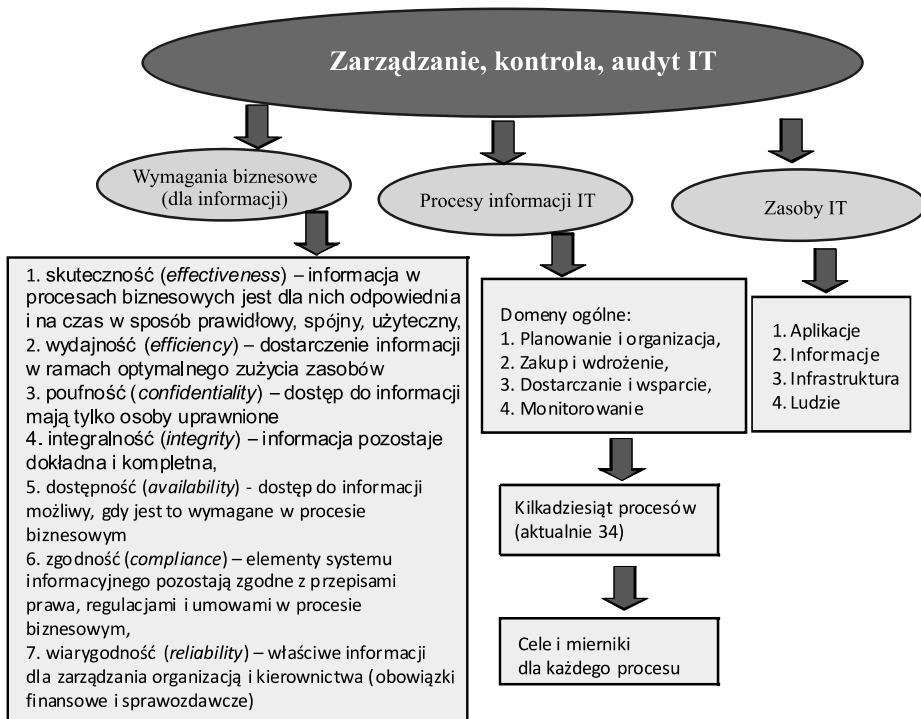 Zarządzanie, kontrola, audyt IT
Wymagania biznesowe
(dla informacji)
Procesy informacji IT
Zasoby IT
1. skuteczność (effectiveness) – informacja w
procesach biznesowych jest dla nich odpowiednia
i na czas w sposób prawidłowy, spójny, użyteczny,
2. wydajność (efficiency) – dostarczenie informacji
w ramach optymalnego zużycia zasobów
3. poufność (confidentiality) – dostęp do informacji
mają tylko osoby uprawnione
4. integralność (integrity) – informacja pozostaje
dokładna i kompletna,
5. dostępność (availability) - dostęp do informacji
możliwy, gdy jest to wymagane w procesie
biznesowym
6. zgodność (compliance) – elementy systemu
informacyjnego pozostają zgodne z przepisami
prawa, regulacjami i umowami w procesie
biznesowym,
7. wiarygodność (reliability) – właściwe informacji
dla zarządzania organizacją i kierownictwa (obowiązki
finansowe i sprawozdawcze)
Domeny ogólne:
1. Planowanie i organizacja,
2. Zakup i wdrożenie,
3. Dostarczanie i wsparcie,
4. Monitorowanie
Kilkadziesiąt procesów
(aktualnie 34)
Cele i mierniki
dla każdego procesu
1. Aplikacje
2. Informacje
3. Infrastruktura
4. Ludzie